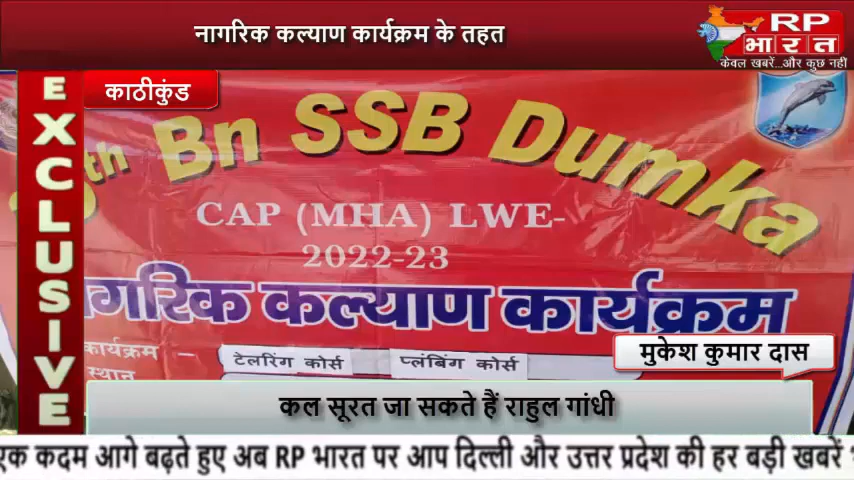 नागरिक कल्याण कार्यक्रम के तहत
RP
भारत
केवल खबरें...और कुछ नहीं
EXCLUSIVE
काठीकुंड
th Bn SSB Dumka
CAP (MHA) LWE-
2022-23
नागरिक कल्याण कार्यक्रम
कार्यक्रम
टेलरिंग कोर्स प्लंबिंग कोर्स
स्थान
मुकेश कुमार दास
कल सूरत जा सकते हैं राहुल गांधी
एक कदम आगे बढ़ते हुए अब RP भारत पर आप दिल्ली और उत्तर प्रदेश की हर बड़ी खबरें